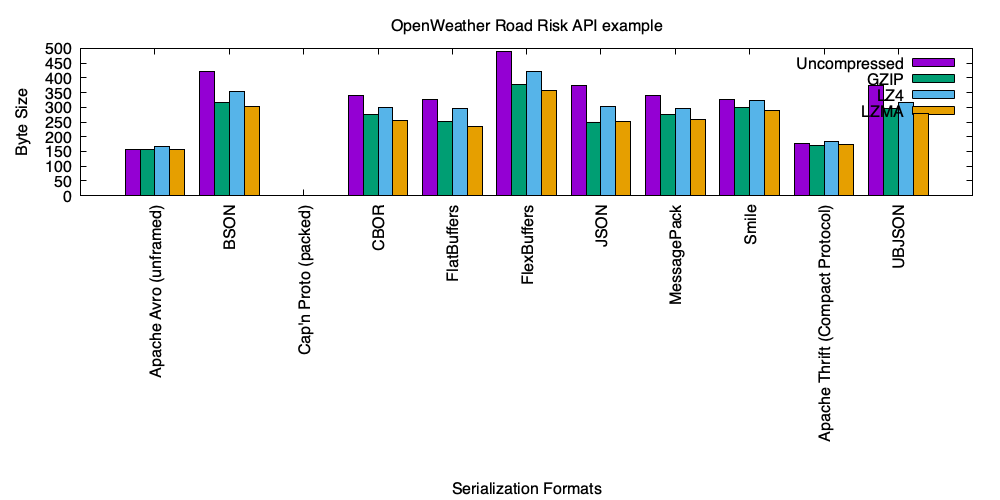 OpenWeather Road Risk API example
500
450
400
350
300
250
200
150
100
50
0
Byte Size
Uncompressed
GZIP
LZ4
LZMA
Apache Avro (unframed)
BSON
Cap'n Proto (packed)
CBOR
FlatBuffers
FlexBuffers
JSON
MessagePack
Smile
Apache Thrift (Compact Protocol)
UBJSON
Serialization Formats